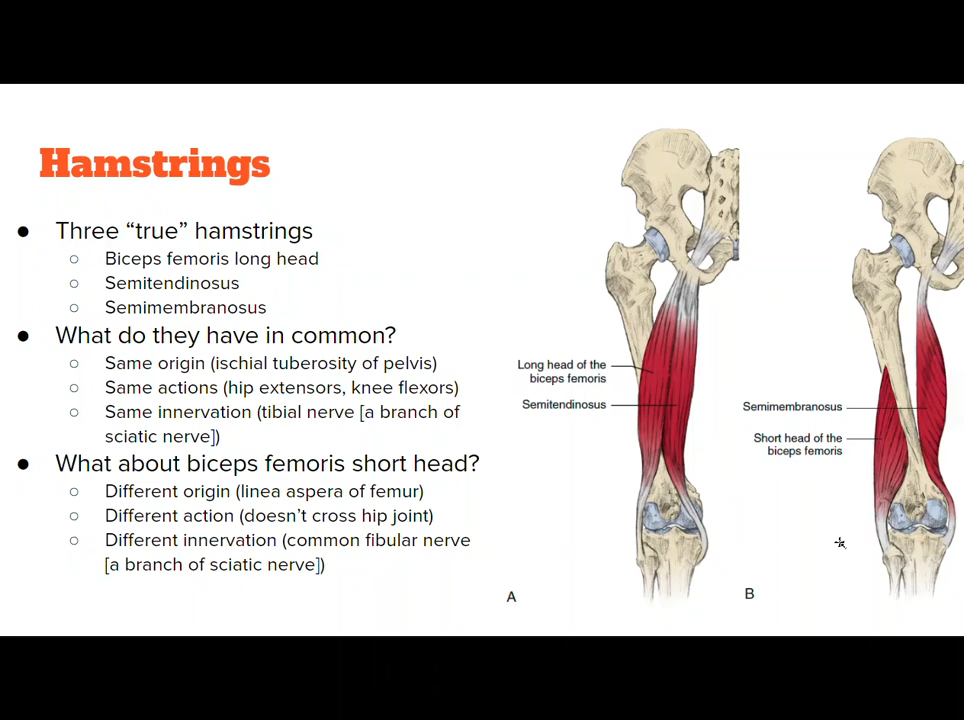 Hamstrings
● Three “true” hamstrings
○ Biceps femoris long head
○ Semitendinosus
○ Semimembranosus
● What do they have in common?
○ Same origin (ischial tuberosity of pelvis)
○ Same actions (hip extensors, knee flexors)
○ Same innervation (tibial nerve [a branch of
sciatic nerve])
● What about biceps femoris short head?
○ Different origin (linea aspera of femur)
○ Different action (doesn’t cross hip joint)
○ Different innervation (common fibular nerve
[a branch of sciatic nerve])
Long head of the
biceps femoris
Semitendinosus
A
Semimembranosus
Short head of the
biceps femoris
B